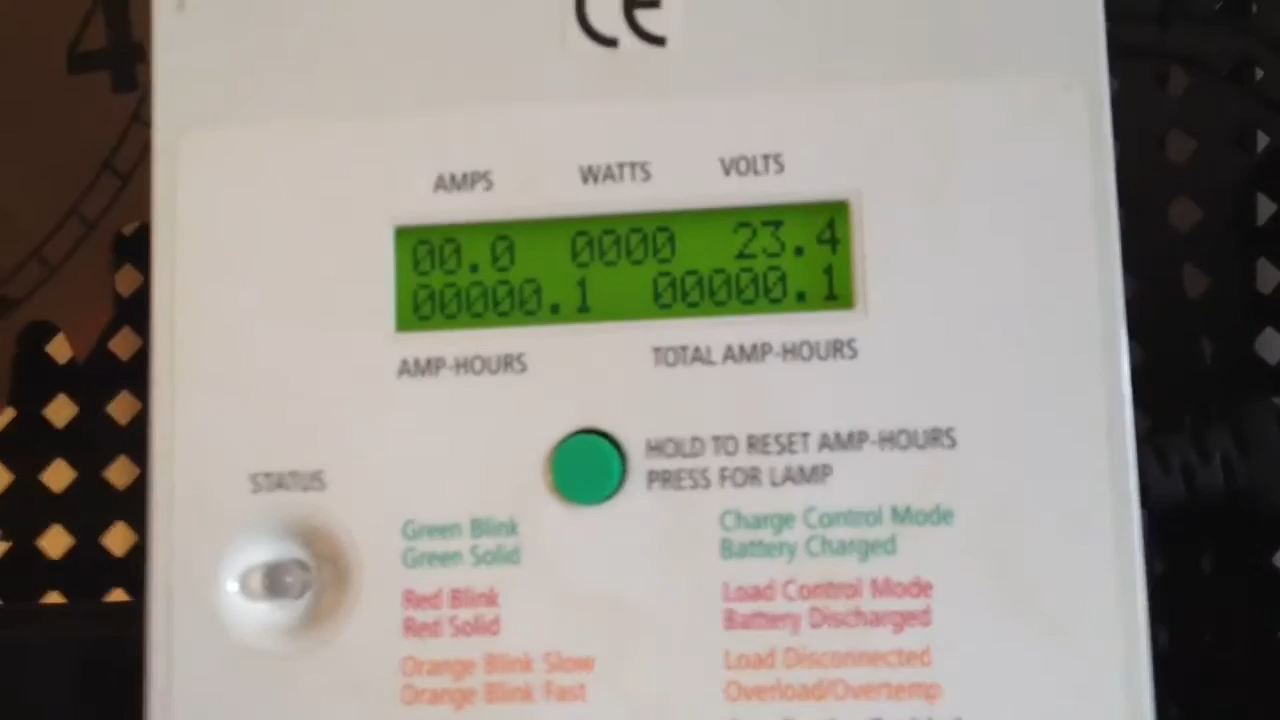 4
CE
AMPS WATTS VOLTS
00.0 0000 23.4
00000.1 00000.1
AMP-HOURS TOTAL AMP-HOURS
HOLD TO RESET AMP-HOURS
PRESS FOR LAMP
STATUS
Green Blink Charge Control Mode
Green Solid Battery Charged
Red Blink Load Control Mode
Red Solid Battery Discharged
Orange Blink Slow Load Disconnected
Orange Blink Fast Overload/Overtemp